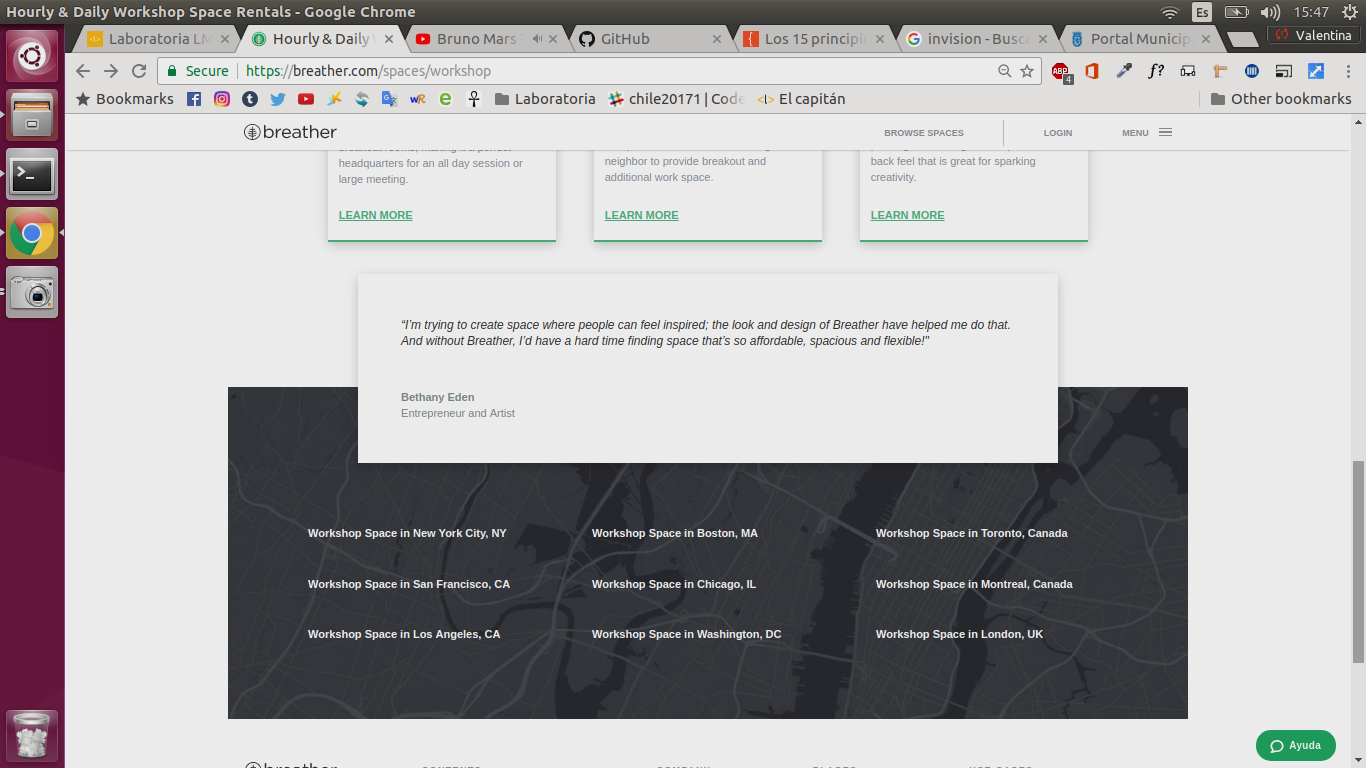 Hourly & Daily Workshop Space Rentals - Google Chrome
Es
15:47
Laboratoria LM
Hourly & Daily W
Bruno Mars
GitHub
Los 15 principi
invision - Busc
Portal Municip
Valentina
Secure
https://breather.com/spaces/workshop
ABP
4
f?
Bookmarks
Laboratoria
chile20171 | Code
El capitán
Other bookmarks
breather
BROWSE SPACES
LOGIN
MENU
headquarters for an all day session or
large meeting.
LEARN MORE
neighbor to provide breakout and
additional work space.
LEARN MORE
back feel that is great for sparking
creativity.
LEARN MORE
“I’m trying to create space where people can feel inspired; the look and design of Breather have helped me do that.
And without Breather, I’d have a hard time finding space that’s so affordable, spacious and flexible!"
Bethany Eden
Entrepreneur and Artist
Workshop Space in New York City, NY
Workshop Space in Boston, MA
Workshop Space in Toronto, Canada
Workshop Space in San Francisco, CA
Workshop Space in Chicago, IL
Workshop Space in Montreal, Canada
Workshop Space in Los Angeles, CA
Workshop Space in Washington, DC
Workshop Space in London, UK
Ayuda
breather